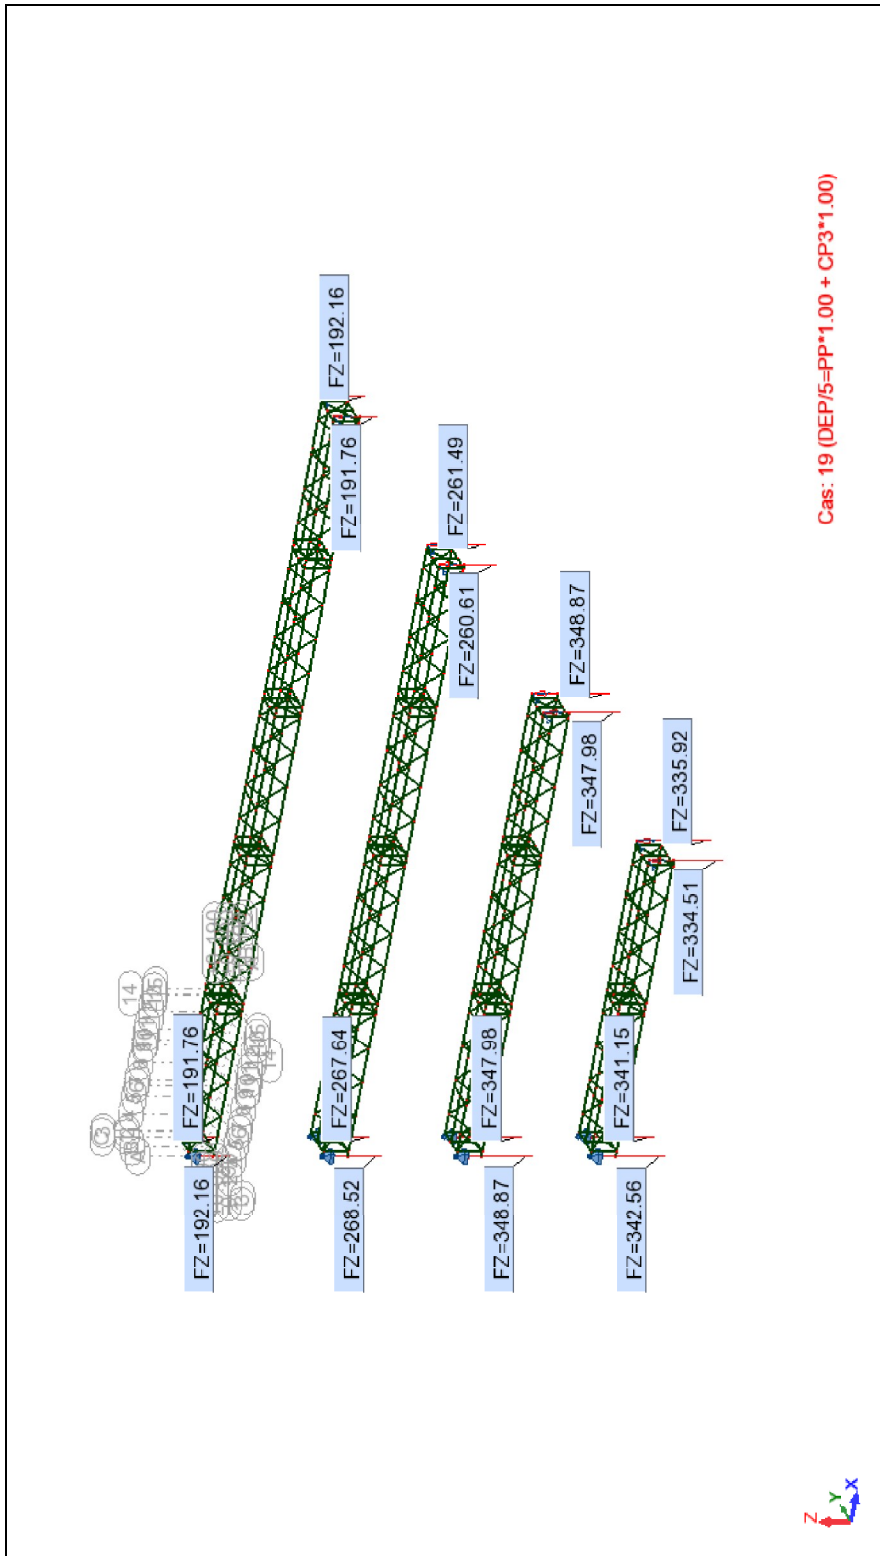 14
3
FZ=192.16
FZ=191.76
FZ=191.76
FZ=192.16
14
FZ=261.49
FZ=260.61
FZ=267.64
FZ=268.52
FZ=348.87
FZ=347.98
FZ=347.98
FZ=348.87
FZ=335.92
FZ=334.51
FZ=341.15
FZ=342.56
Cas: 19 (DEP/5=PP*1.00 + CP3*1.00)
Z
Y
X